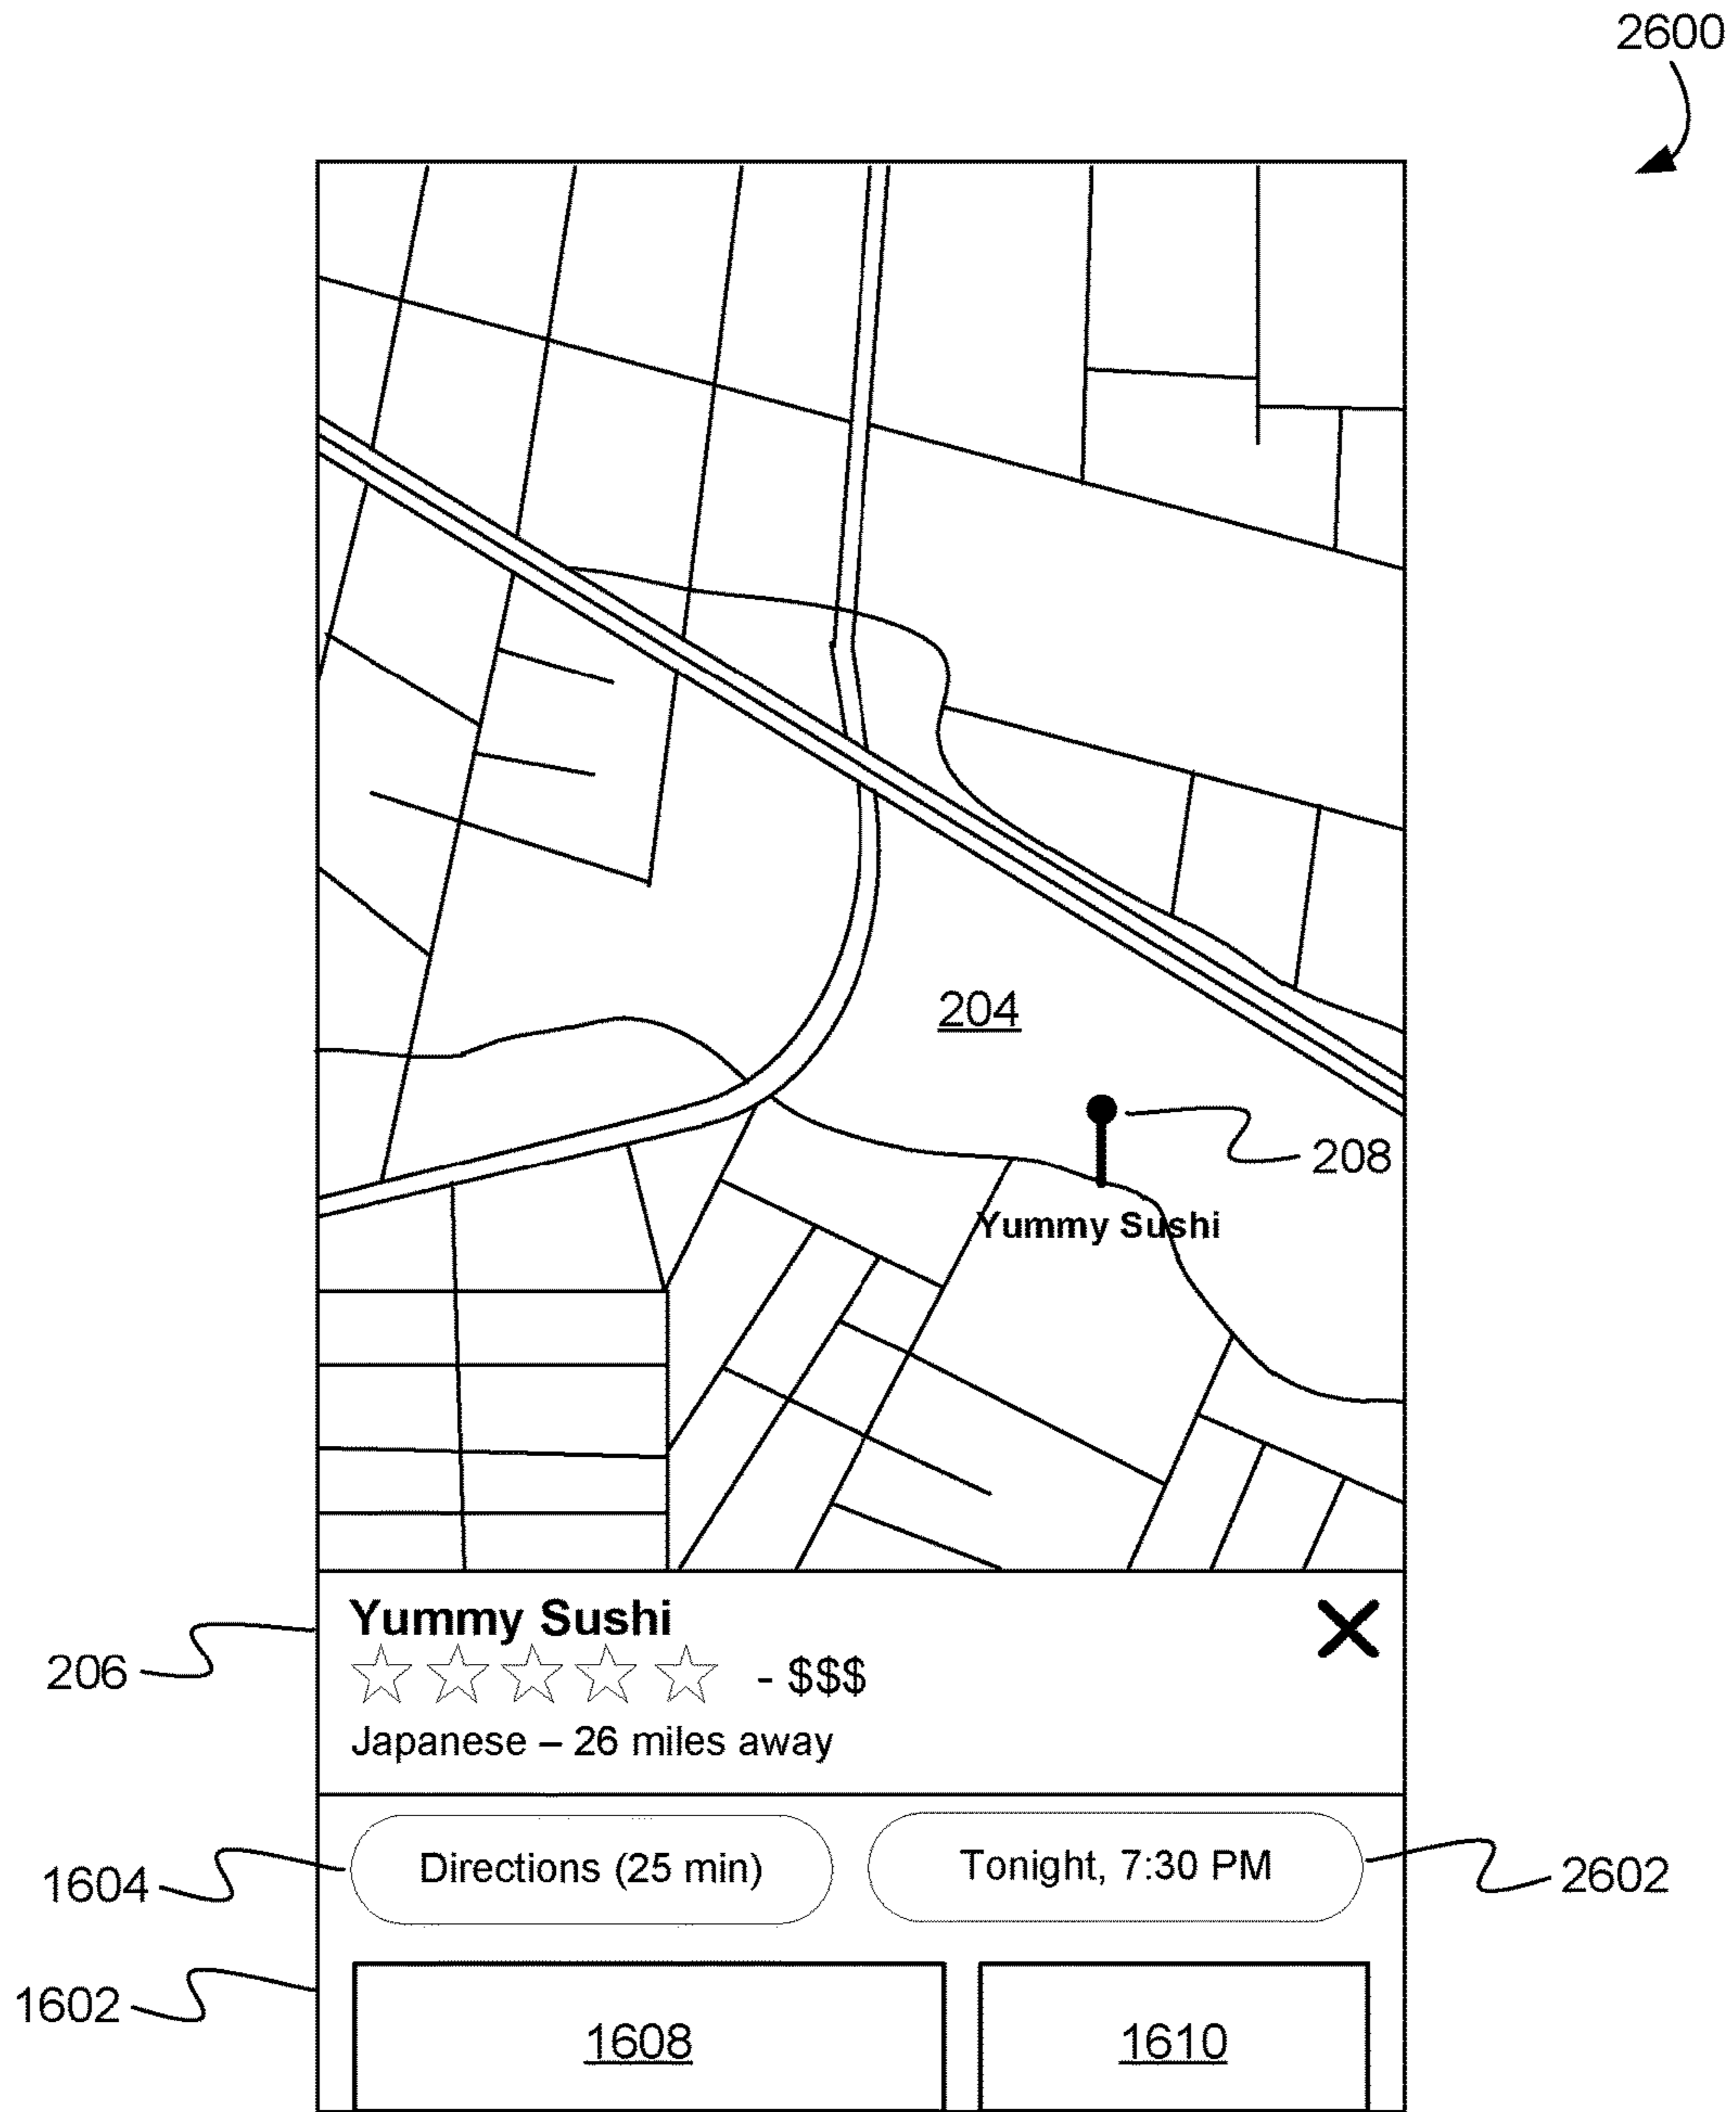 2600
204
208
Yummy Sushi
Yummy Sushi
206
- $$$
Japanese – 26 miles away
1604
Directions (25 min)
Tonight, 7:30 PM
2602
1602
1608
1610